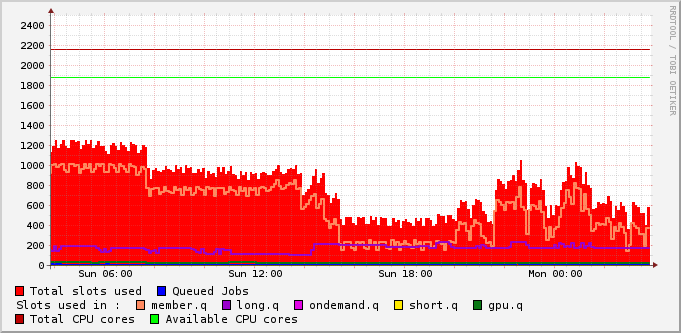 2400
2200
2000
1800
1600
1400
1200
1000
800
600
400
200
0
Sun 06:00 Sun 12:00 Sun 18:00 Mon 00:00
Total slots used Queued Jobs
Slots used in : member.q long.q ondemand.q short.q gpu.q
Total CPU cores Available CPU cores
RRDTOOL / TOBI OETIKER